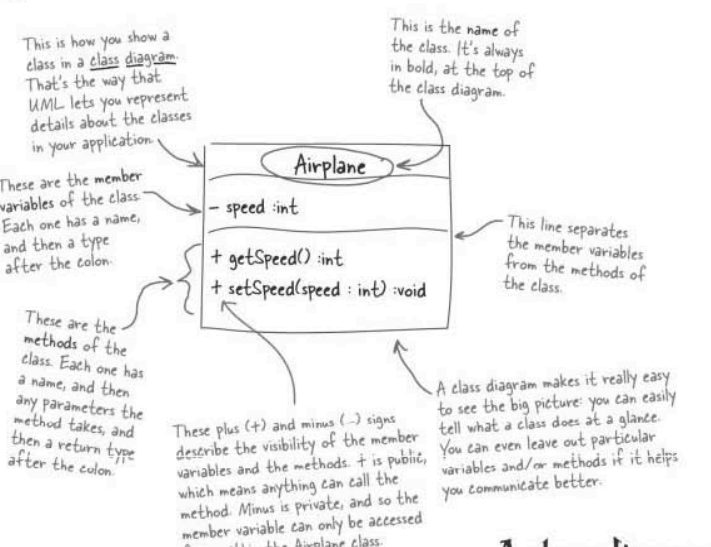 This is how you show a
class in a class diagram.
That's the way that
UML lets you represent
details about the classes
in your application.
This is the name of
the class. It's always
in bold, at the top of
the class diagram.
Airplane
These are the member
variables of the class.
Each one has a name,
and then a type
after the colon.
- speed :int
This line separates
the member variables
from the methods of
the class.
+ getSpeed() :int
+ setSpeed(speed : int) :void
These are the
methods of the
class. Each one has
a name, and then
any parameters the
method takes, and
then a return type
after the colon.
These plus (+) and minus (-) signs
describe the visibility of the member
variables and the methods. + is public,
which means anything can call the
method. Minus is private, and so the
member variable can only be accessed
the Airplane class.
A class diagram makes it really easy
to see the big picture: you can easily
tell what a class does at a glance.
You can even leave out particular
variables and/or methods if it helps
you communicate better.